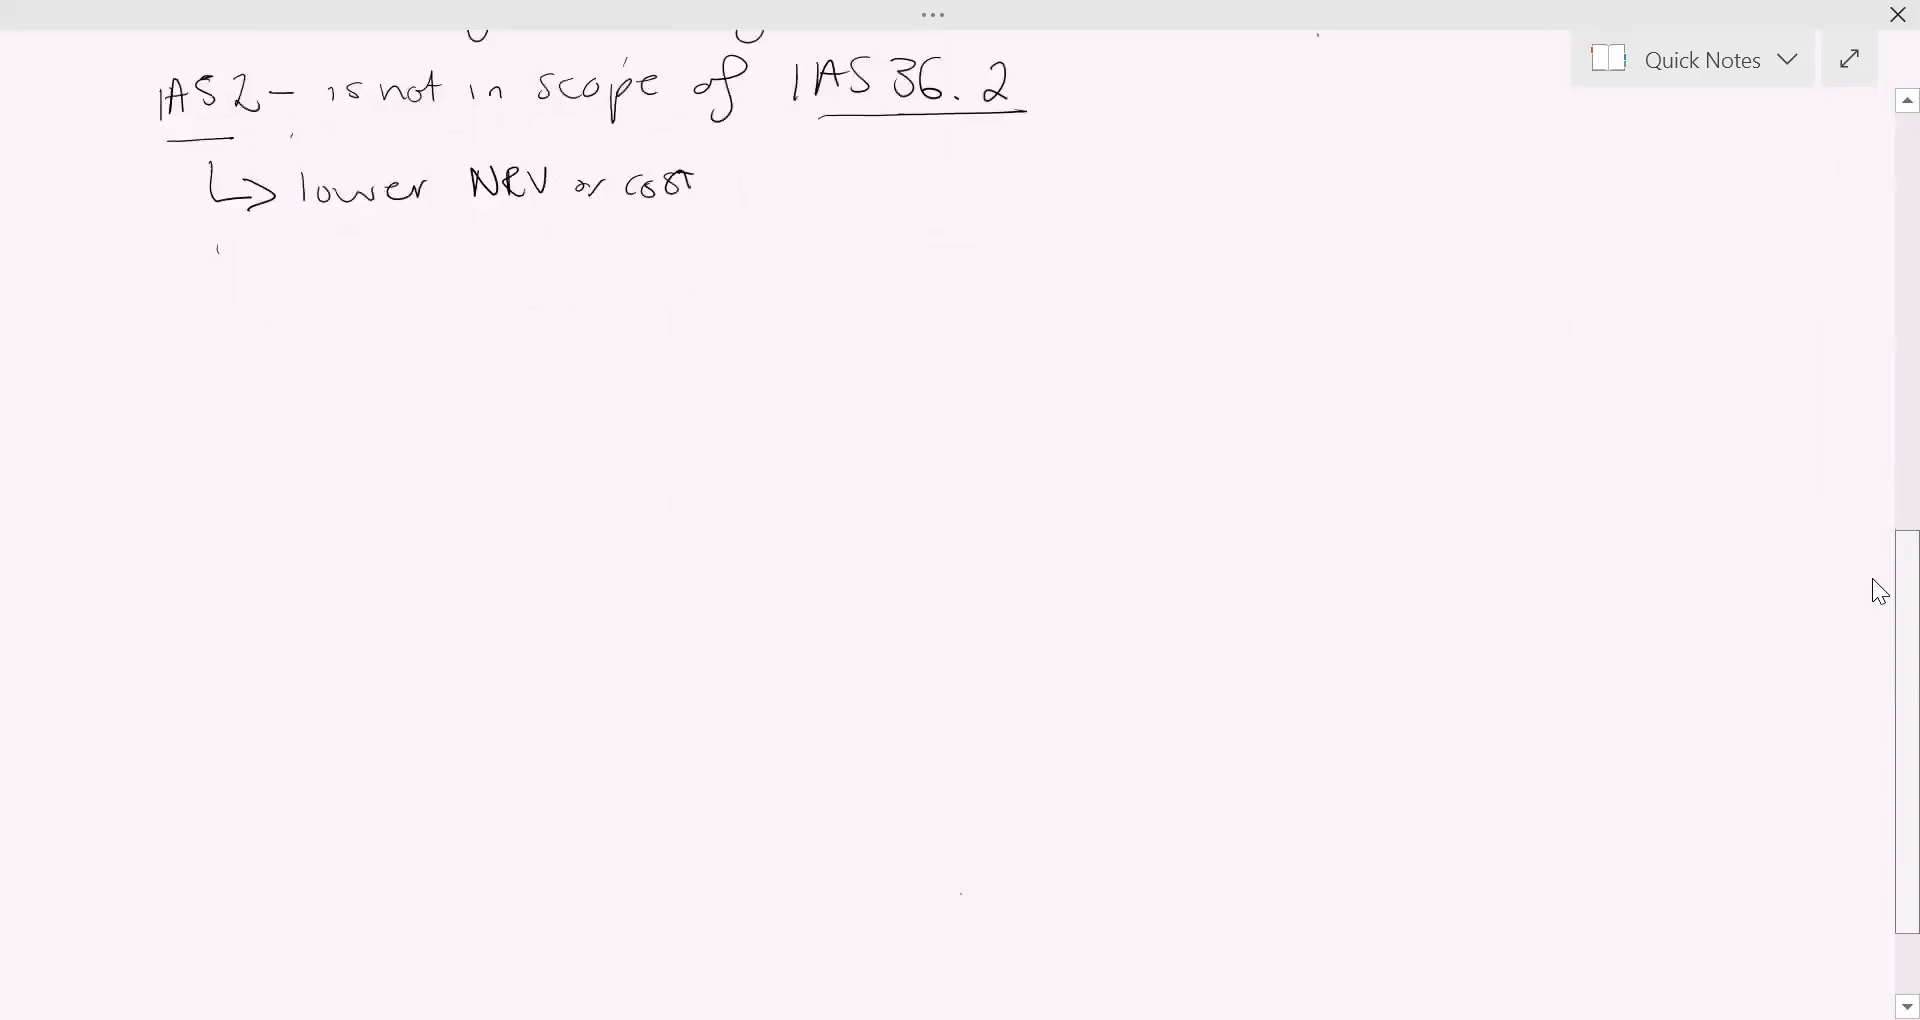 Quick Notes
IAS 2 - is not in scope of IAS 36. 2
lower NRV or cost